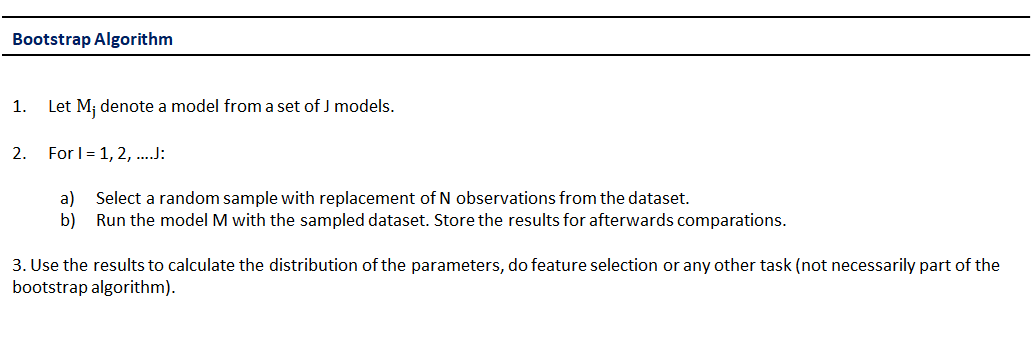 Bootstrap Algorithm
1. Let Mj denote a model from a set of J models.
2. For I = 1, 2, ....J:
a) Select a random sample with replacement of N observations from the dataset.
b) Run the model M with the sampled dataset. Store the results for afterwards comparations.
3. Use the results to calculate the distribution of the parameters, do feature selection or any other task (not necessarily part of the
bootstrap algorithm).